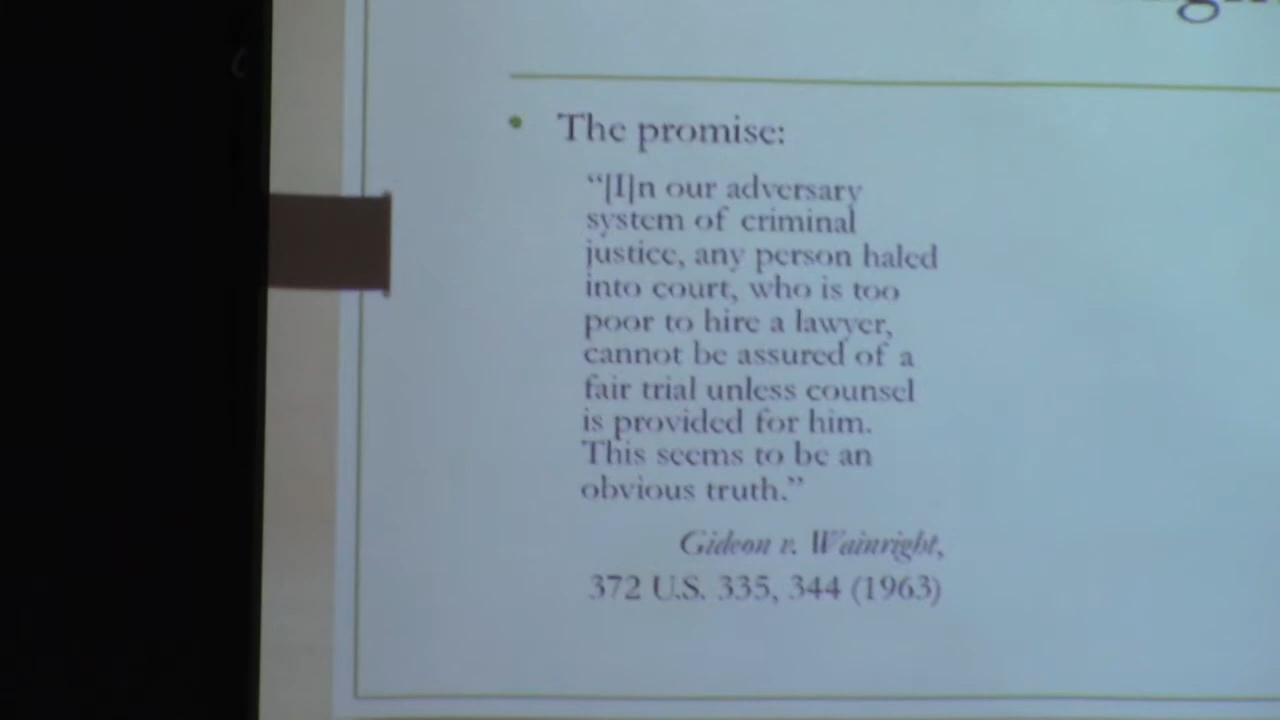 • The promise:
“[I]n our adversary
system of criminal
justice, any person haled
into court, who is too
poor to hire a lawyer,
cannot be assured of a
fair trial unless counsel
is provided for him.
This seems to be an
obvious truth.”
Gideon v. Wainright,
372 U.S. 335, 344 (1963)